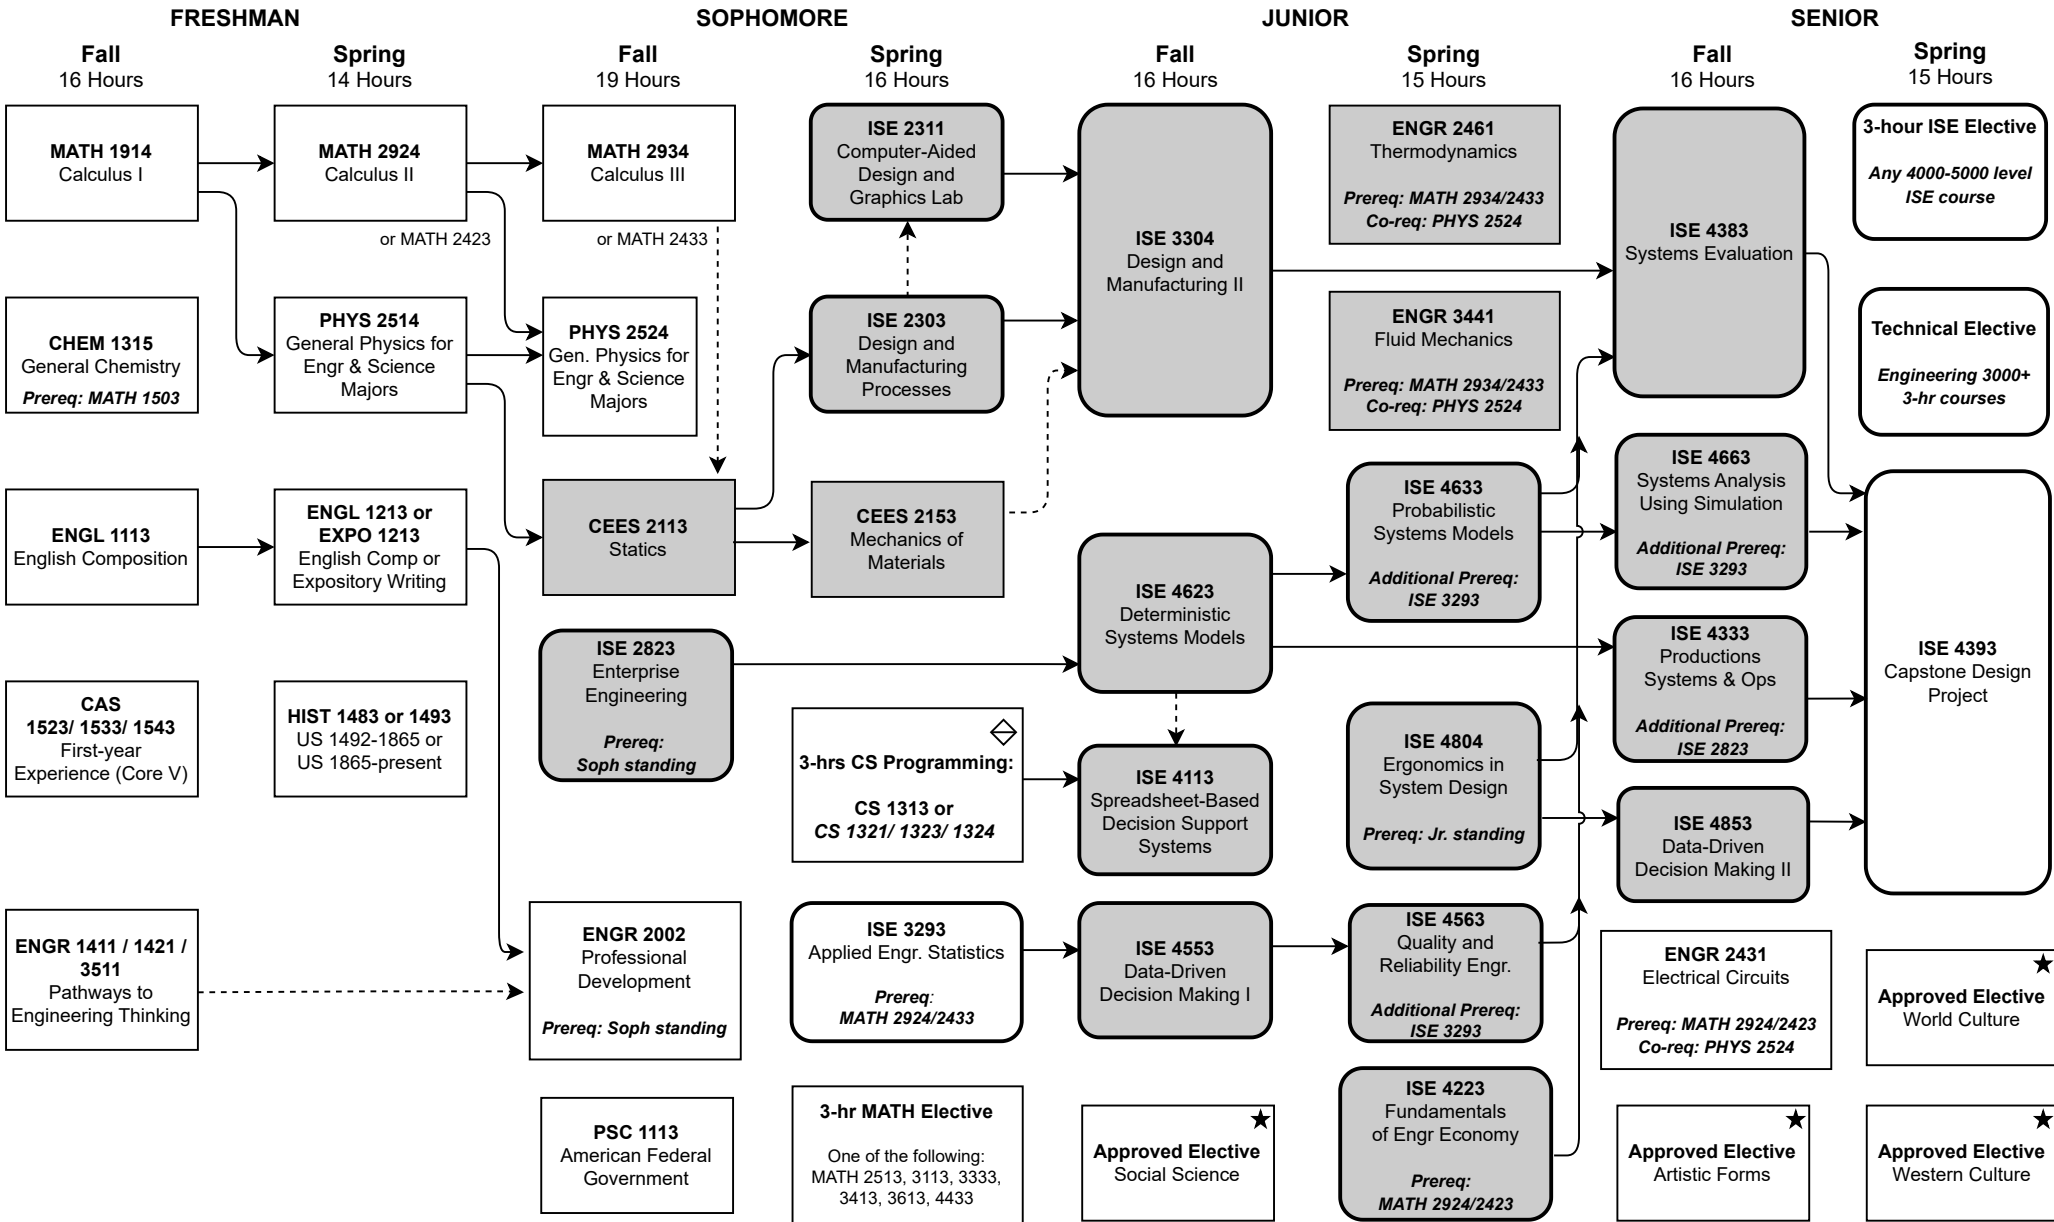 FRESHMAN
SOPHOMORE
JUNIOR
SENIOR
Fall
16 Hours
Spring
14 Hours
Fall
19 Hours
Spring
16 Hours
Fall
16 Hours
Spring
15 Hours
Fall
16 Hours
Spring
15 Hours
MATH 1914
Calculus I
CHEM 1315
General Chemistry
Prereq: MATH 1503
ENGL 1113
English Composition
CAS
1523/ 1533/ 1543
First-year
Experience (Core V)
ENGR 1411 / 1421 /
3511
Pathways to
Engineering Thinking
MATH 2924
Calculus II
or MATH 2423
PHYS 2514
General Physics for
Engr & Science
Majors
ENGL 1213 or
EXPO 1213
English Comp or
Expository Writing
HIST 1483 or 1493
US 1492-1865 or
US 1865-present
MATH 2934
Calculus III
or MATH 2433
PHYS 2524
Gen. Physics for
Engr & Science
Majors
CEES 2113
Statics
ISE 2823
Enterprise
Engineering
Prereq:
Soph standing
ENGR 2002
Professional
Development
Prereq: Soph standing
PSC 1113
American Federal
Government
ISE 2311
Computer-Aided
Design and
Graphics Lab
ISE 2303
Design and
Manufacturing
Processes
CEES 2153
Mechanics of
Materials
3-hrs CS Programming:
CS 1313 or
CS 1321/ 1323/ 1324
ISE 3293
Applied Engr. Statistics
Prereq:
MATH 2924/2433
3-hr MATH Elective
One of the following:
MATH 2513, 3113, 3333,
3413, 3613, 4433
ISE 3304
Design and
Manufacturing II
ISE 4623
Deterministic
Systems Models
ISE 4113
Spreadsheet-Based
Decision Support
Systems
ISE 4553
Data-Driven
Decision Making I
Approved Elective
Social Science
ENGR 2461
Thermodynamics
Prereq: MATH 2934/2433
Co-req: PHYS 2524
ENGR 3441
Fluid Mechanics
Prereq: MATH 2934/2433
Co-req: PHYS 2524
ISE 4633
Probabilistic
Systems Models
Additional Prereq:
ISE 3293
ISE 4804
Ergonomics in
System Design
Prereq: Jr. standing
ISE 4563
Quality and
Reliability Engr.
Additional Prereq:
ISE 3293
ISE 4223
Fundamentals
of Engr Economy
Prereq:
MATH 2924/2423
ISE 4383
Systems Evaluation
ISE 4663
Systems Analysis
Using Simulation
Additional Prereq:
ISE 3293
ISE 4333
Productions
Systems & Ops
Additional Prereq:
ISE 2823
ISE 4853
Data-Driven
Decision Making II
ENGR 2431
Electrical Circuits
Prereq: MATH 2924/2423
Co-req: PHYS 2524
Approved Elective
Artistic Forms
3-hour ISE Elective
Any 4000-5000 level
ISE course
Technical Elective
Engineering 3000+
3-hr courses
ISE 4393
Capstone Design
Project
Approved Elective
World Culture
Approved Elective
Western Culture